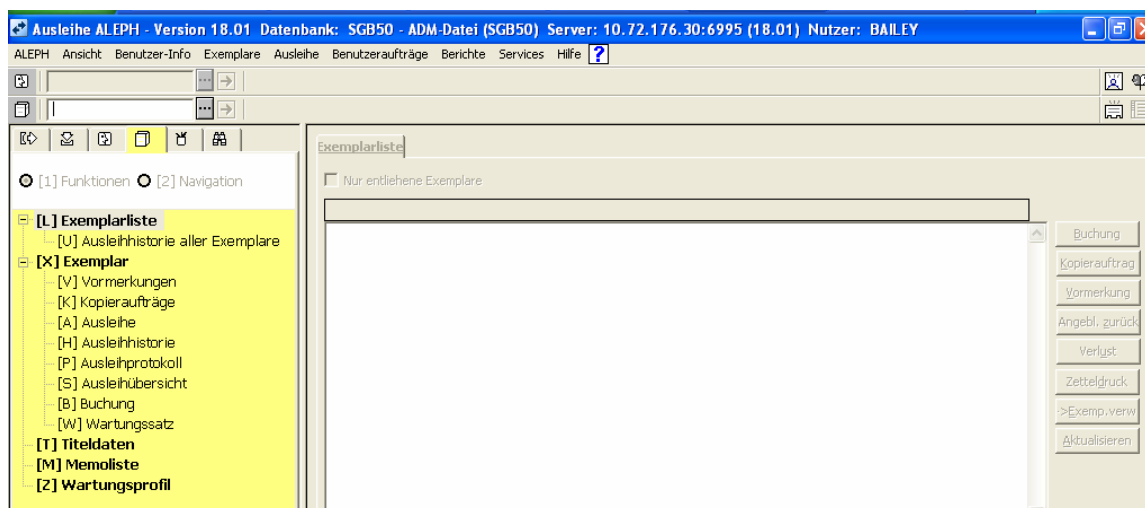 Ausleihe ALEPH - Version 18.01 Datenbank: SGB50 - ADM-Datei (SGB50) Server: 10.72.176.30:6995 (18.01) Nutzer: BAILEY
ALEPH Ansicht Benutzer-Info Exemplare Ausleihe Benutzeraufträge Berichte Services Hilfe ?
...
...
Exemplarliste
[1] Funktionen [2] Navigation
Nur entliehene Exemplare
[L] Exemplarliste
[U] Ausleihhistorie aller Exemplare
[X] Exemplar
[V] Vormerkungen
[K] Kopieraufträge
[A] Ausleihe
[H] Ausleihhistorie
[P] Ausleihprotokoll
[S] Ausleihübersicht
[B] Buchung
[W] Wartungssatz
[T] Titeldaten
[M] Memoliste
[Z] Wartungsprofil
Buchung
Kopierauftrag
Vormerkung
Angebl. zurück
Verlust
Zetteldruck
->Exemp.verw
Aktualisieren